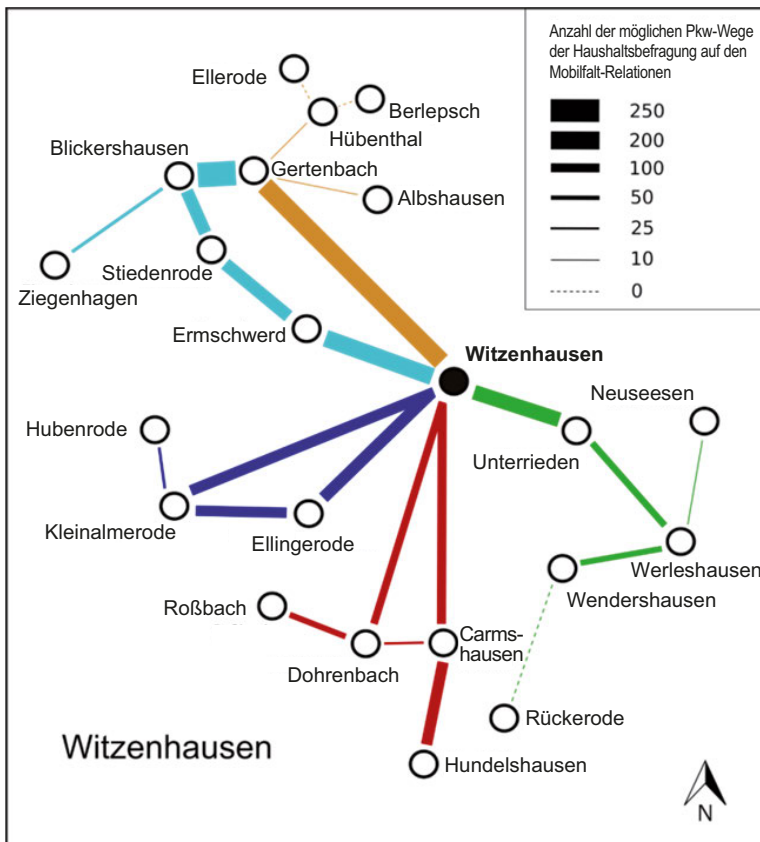 Anzahl der möglichen Pkw-Wege
der Haushaltsbefragung auf den
Mobilfalt-Relationen
250
200
100
50
25
10
0
Ellerode
Berlepsch
Hübenthal
Blickershausen
Gertenbach
Albshausen
Stiedenrode
Ziegenhagen
Ermschwerd
Witzenhausen
Neuseesen
Hubenrode
Unterrieden
Kleinalmerode
Ellingerode
Werleshausen
Wendershausen
Roßbach
Carms-
hausen
Dohrenbach
Rückerode
Witzenhausen
Hundelshausen
N